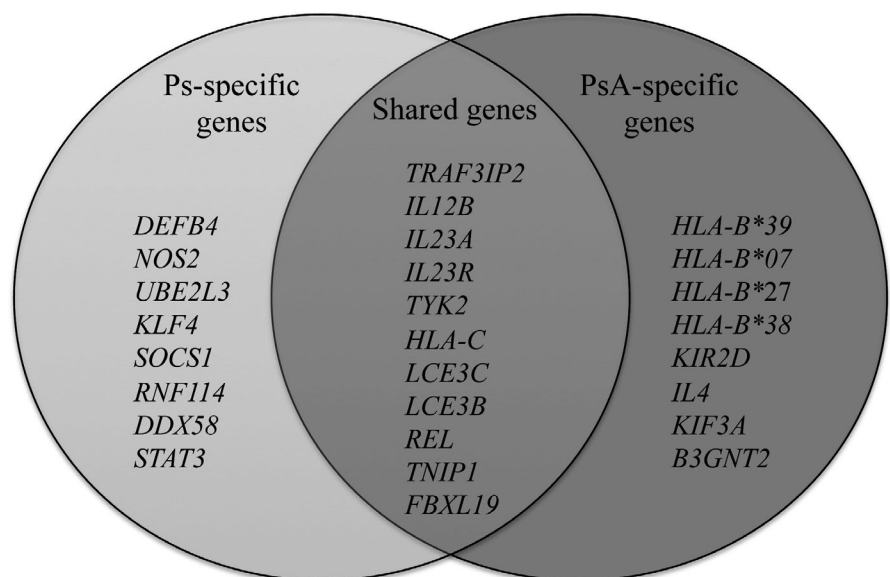 Ps-specific
genes
DEFB4
NOS2
UBE2L3
KLF4
SOCS1
RNF114
DDX58
STAT3
Shared genes
TRAF3IP2
IL12B
IL23A
IL23R
TYK2
HLA-C
LCE3C
LCE3B
REL
TNIP1
FBXL19
PsA-specific
genes
HLA-B*39
HLA-B*07
HLA-B*27
HLA-B*38
KIR2D
IL4
KIF3A
B3GNT2